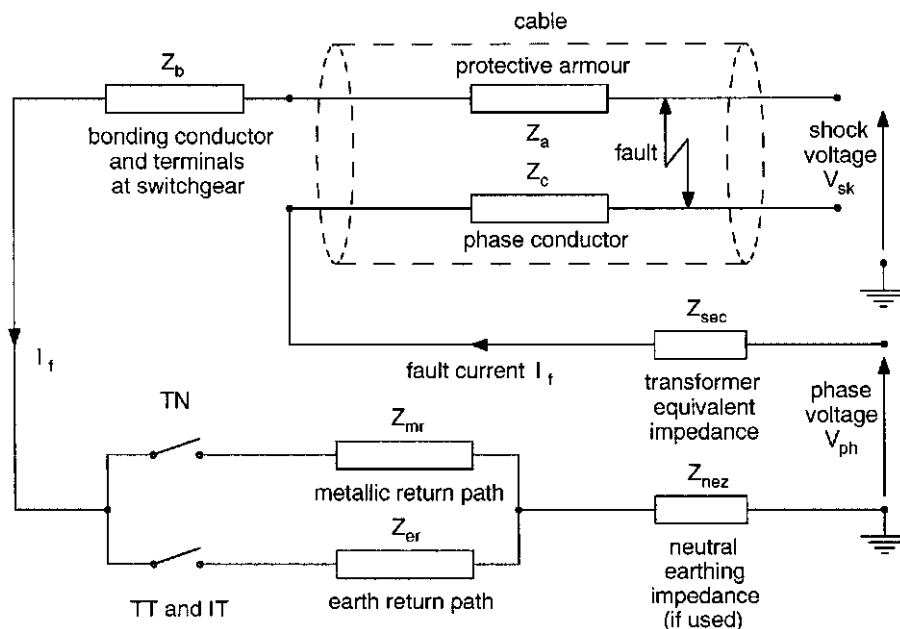 cable
Z_b
protective armour
bonding conductor
and terminals
at switchgear
Z_a
fault
Z_c
phase conductor
shock
voltage
V_sk
I_f
fault current I_f
Z_sec
transformer
equivalent
impedance
phase
voltage
V_ph
TN
Z_mr
metallic return path
Z_er
earth return path
TT and IT
Z_nez
neutral
earthing
impedance
(if used)